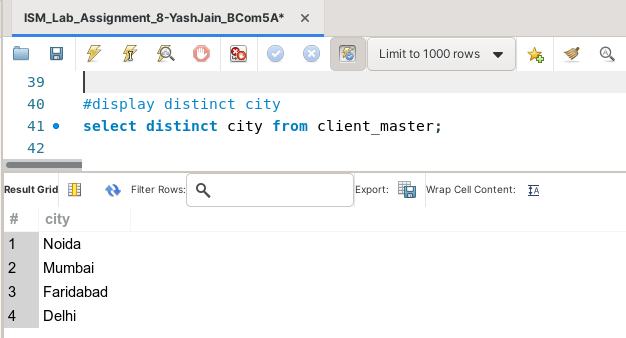 ISM_Lab_Assignment_8-YashJain_BCom5A* ×
Limit to 1000 rows
39
40 #display distinct city
41 select distinct city from client_master;
42
Result Grid Filter Rows: Export: Wrap Cell Content: IA
# city
1 Noida
2 Mumbai
3 Faridabad
4 Delhi